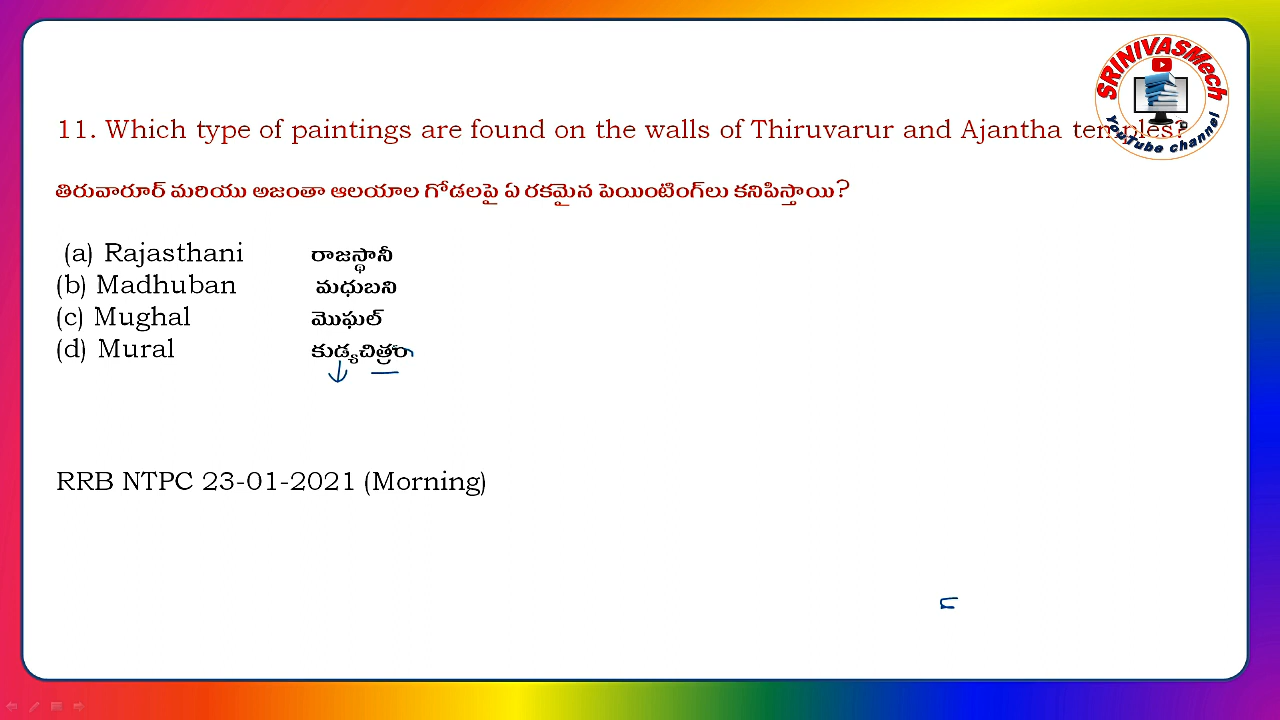 SRINIVASMech
YouTube channel
11. Which type of paintings are found on the walls of Thiruvarur and Ajantha temples?
తిరువారూర్ మరియు అజంతా ఆలయాల గోడలపై ఏ రకమైన పెయింటింగ్‌లు కనిపిస్తాయి?
(a) Rajasthani రాజస్థానీ
(b) Madhuban మధుబని
(c) Mughal మొఘల్
(d) Mural కుడ్యచిత్రం
RRB NTPC 23-01-2021 (Morning)